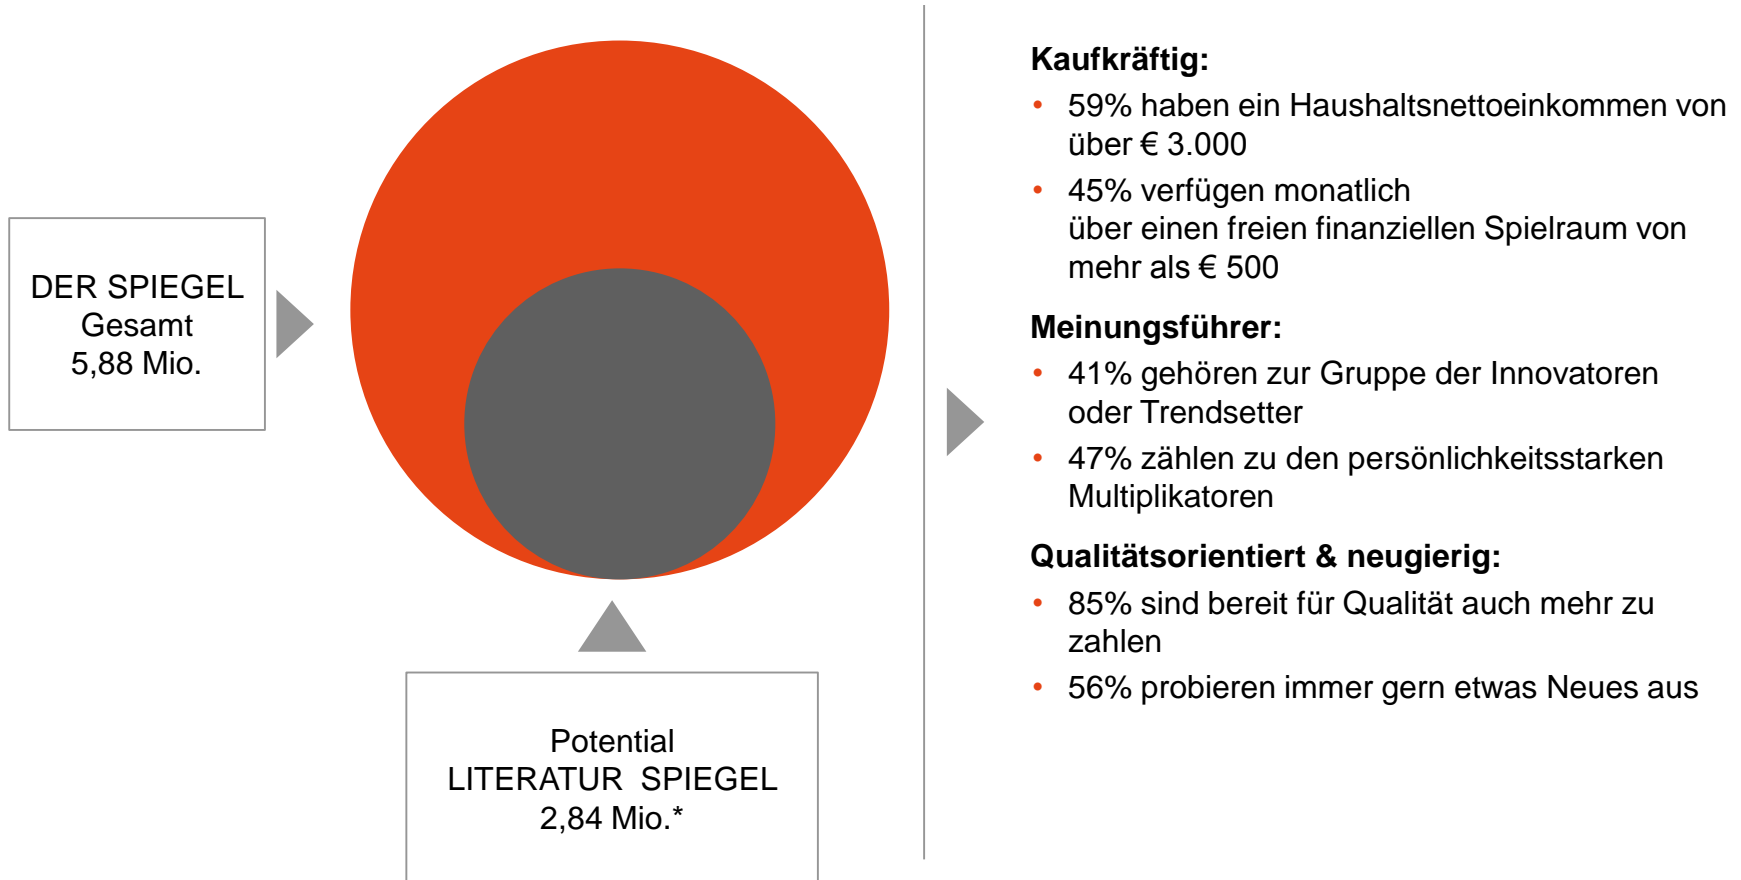 DER SPIEGEL
Gesamt
5,88 Mio.
Potential
LITERATUR SPIEGEL
2,84 Mio.*
Kaufkräftig:
• 59% haben ein Haushaltsnettoeinkommen von
über € 3.000
• 45% verfügen monatlich
über einen freien finanziellen Spielraum von
mehr als € 500
Meinungsführer:
• 41% gehören zur Gruppe der Innovatoren
oder Trendsetter
• 47% zählen zu den persönlichkeitsstarken
Multiplikatoren
Qualitätsorientiert & neugierig:
• 85% sind bereit für Qualität auch mehr zu
zahlen
• 56% probieren immer gern etwas Neues aus